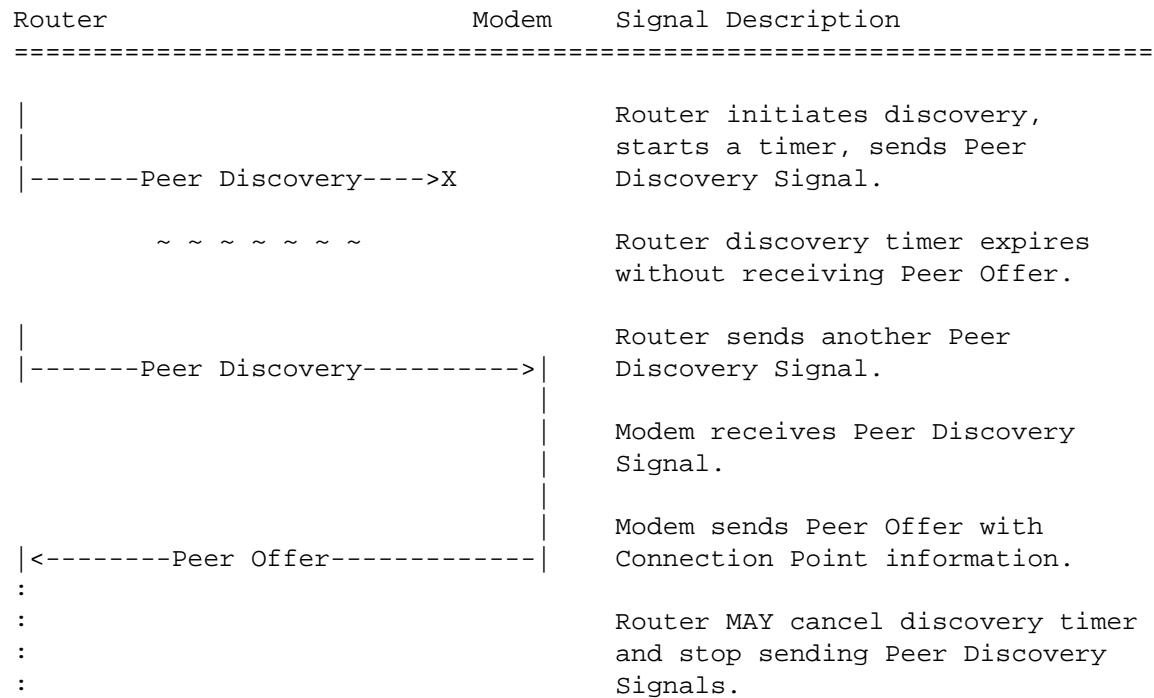 Router                       Modem    Signal Description
=========================================================================

|                                      Router initiates discovery,
|                                      starts a timer, sends Peer
|-------Peer Discovery---->X          Discovery Signal.

         ~ ~ ~ ~ ~ ~ ~                Router discovery timer expires
                                      without receiving Peer Offer.

|                                     Router sends another Peer
|-------Peer Discovery---------->|    Discovery Signal.
                                 |
                                 |    Modem receives Peer Discovery
                                 |    Signal.
                                 |
                                 |    Modem sends Peer Offer with
|<--------Peer Offer-------------|    Connection Point information.
:
:                                     Router MAY cancel discovery timer
:                                     and stop sending Peer Discovery
:                                     Signals.